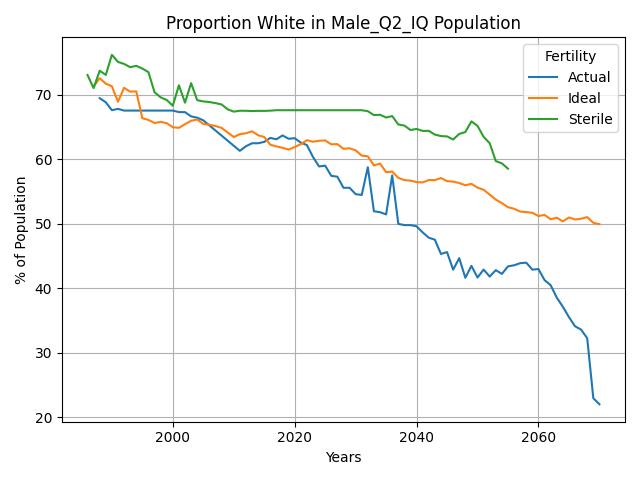 Proportion White in Male_Q2_IQ Population
Fertility
Actual
Ideal
Sterile
% of Population
70
60
50
40
30
20
2000
2020
2040
2060
Years